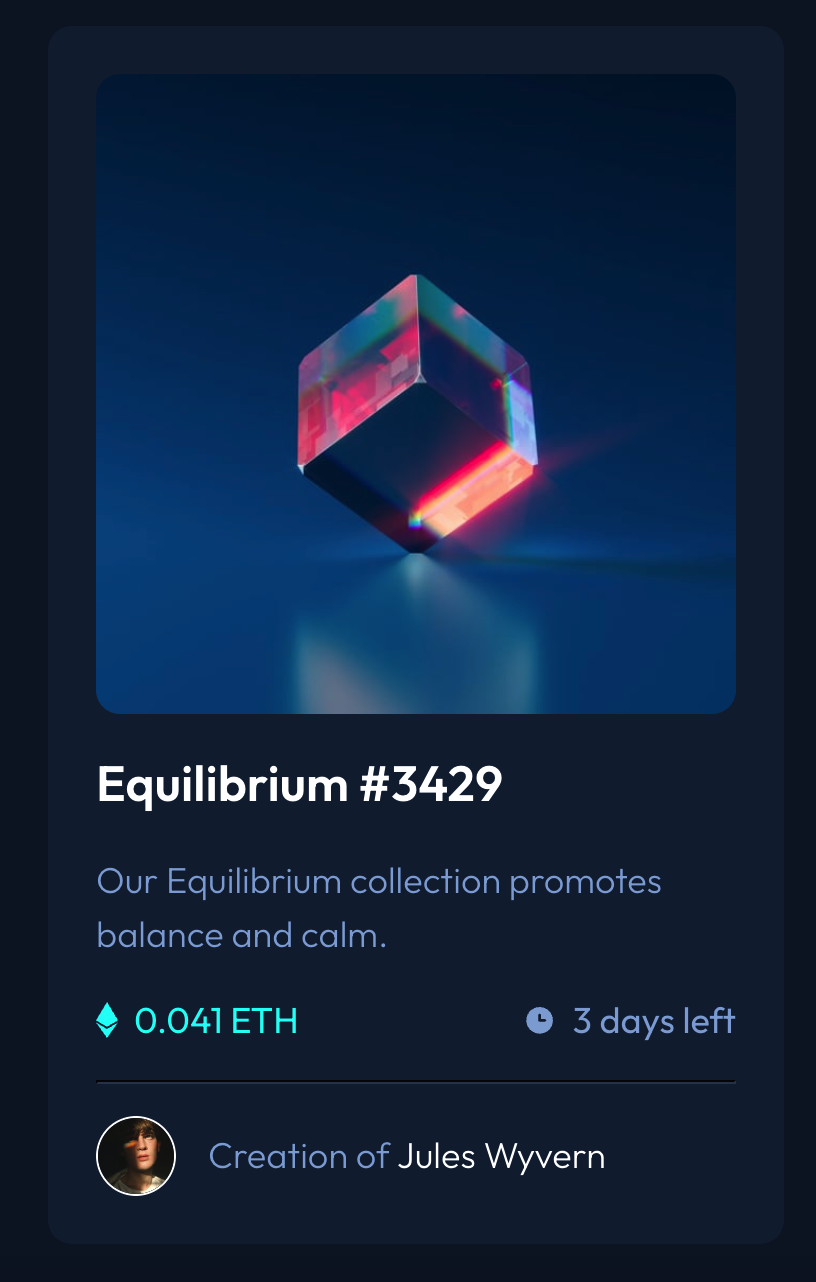 Equilibrium #3429
Our Equilibrium collection promotes
balance and calm.
0.041 ETH
3 days left
Creation of Jules Wyvern